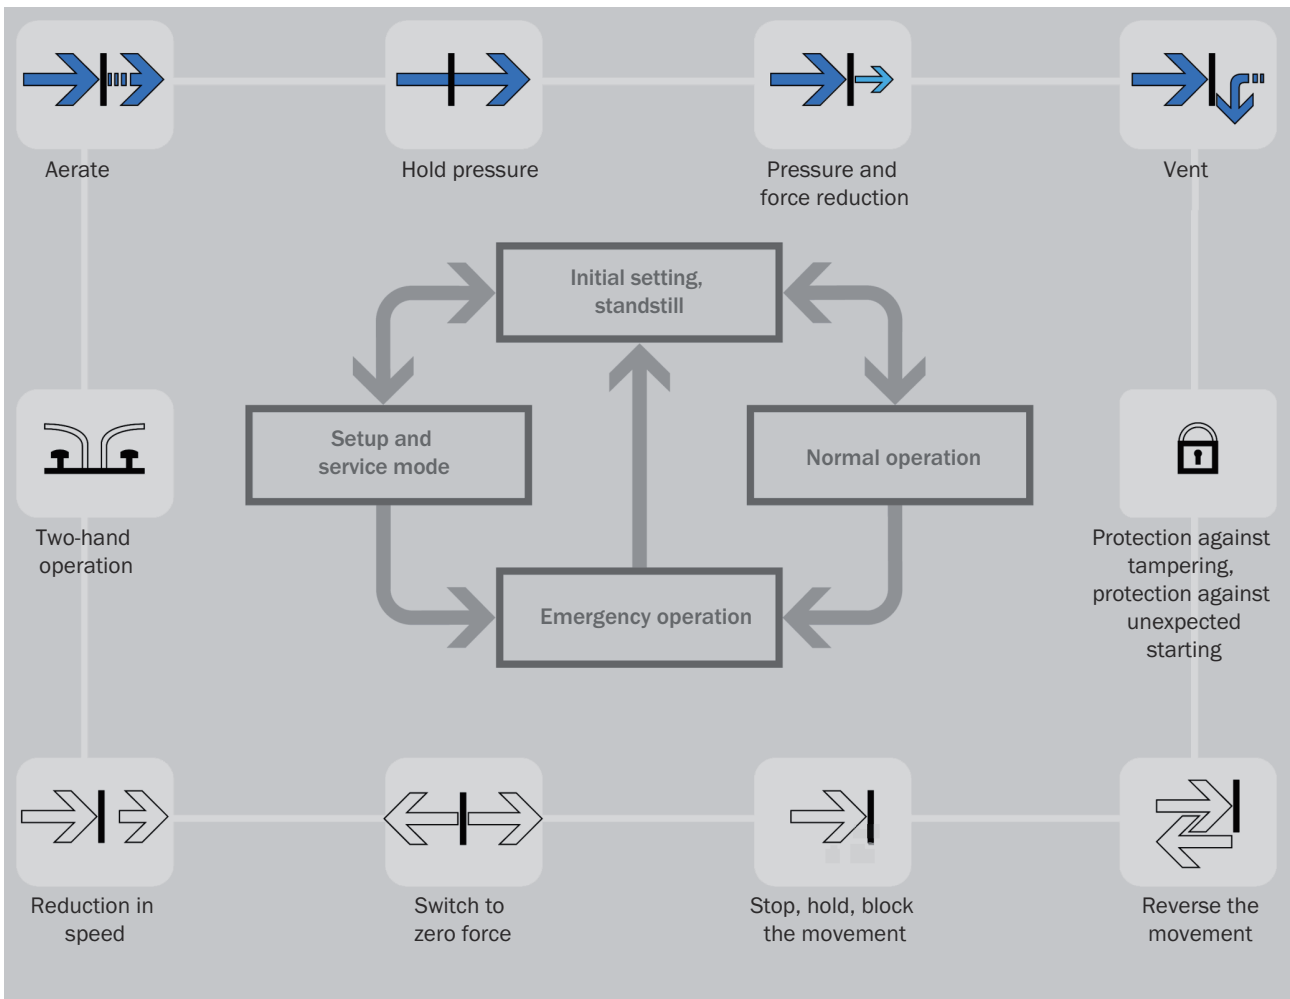 Aerate
Hold pressure
Pressure and
force reduction
Vent
Initial setting,
standstill
Setup and
service mode
Normal operation
Emergency operation
Two-hand
operation
Protection against
tampering,
protection against
unexpected
starting
Reduction in
speed
Switch to
zero force
Stop, hold, block
the movement
Reverse the
movement